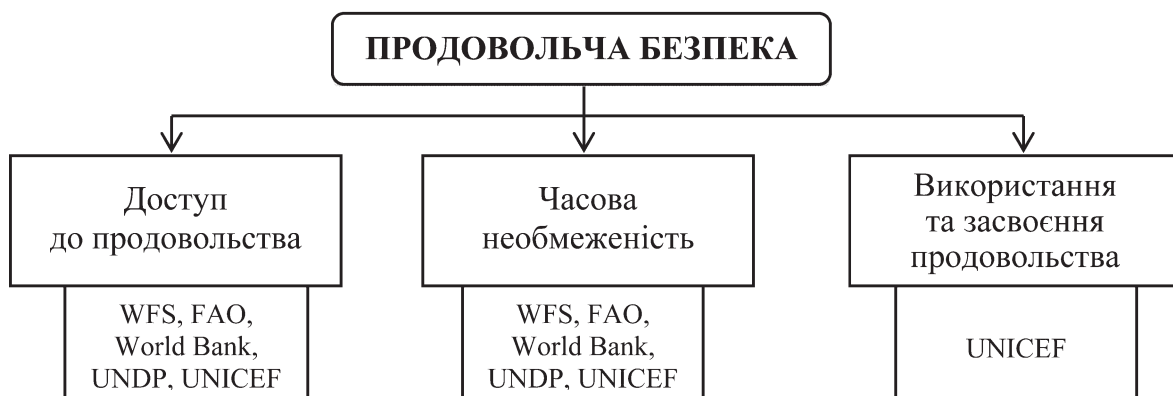 ПРОДОВОЛЬЧА БЕЗПЕКА
Доступ
до продовольства
WFS, FAO,
World Bank,
UNDP, UNICEF
Часова
необмеженість
WFS, FAO,
World Bank,
UNDP, UNICEF
Використання
та засвоєння
продовольства
UNICEF